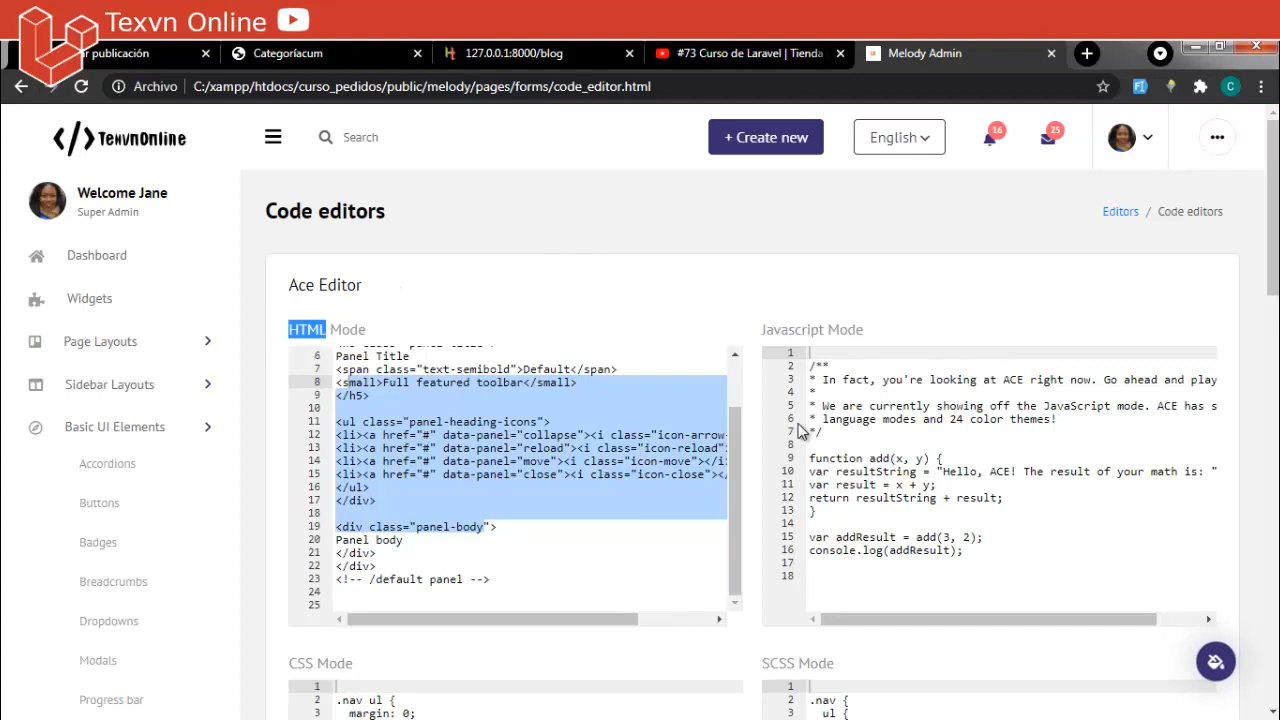 Texvn Online
ar publicación
Categoríacum
127.0.0.1:8000/blog
#73 Curso de Laravel | Tienda
Melody Admin
Archivo
C:/xampp/htdocs/curso_pedidos/public/melody/pages/forms/code_editor.html
TexvnOnline
Search
+ Create new
English
16
25
Welcome Jane
Super Admin
Dashboard
Widgets
Page Layouts
Sidebar Layouts
Basic UI Elements
Accordions
Buttons
Badges
Breadcrumbs
Dropdowns
Modals
Progress bar
Code editors
Editors / Code editors
Ace Editor
HTML Mode
6 Panel Title
7 <span class="text-semibold">Default</span>
8 <small>Full featured toolbar</small>
9 </h5>
10
11 <ul class="panel-heading-icons">
12 <li><a href="#" data-panel="collapse"><i class="icon-arrow-
13 <li><a href="#" data-panel="reload"><i class="icon-reload"
14 <li><a href="#" data-panel="move"><i class="icon-move"></i
15 <li><a href="#" data-panel="close"><i class="icon-close"></
16 </ul>
17 </div>
18
19 <div class="panel-body">
20 Panel body
21 </div>
22 </div>
23 <!-- /default panel -->
24
25
Javascript Mode
1
2 /**
3 * In fact, you're looking at ACE right now. Go ahead and play
4 *
5 * We are currently showing off the JavaScript mode. ACE has s
6 * language modes and 24 color themes!
7 */
8
9 function add(x, y) {
10 var resultString = "Hello, ACE! The result of your math is: "
11 var result = x + y;
12 return resultString + result;
13 }
14
15 var addResult = add(3, 2);
16 console.log(addResult);
17
18
CSS Mode
1
2 .nav ul {
3 margin: 0;
SCSS Mode
1
2 .nav {
3 ul {